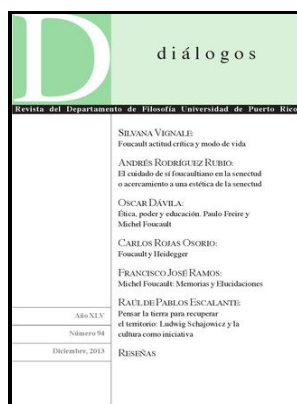 D
diálogos
Revista del Departamento de Filosofía Universidad de Puerto Rico
SILVANA VIGNALE:
Foucault actitud crítica y modo de vida
ANDRÉS RODRÍGUEZ RUBIO:
El cuidado de sí foucaultiano en la senectud
o acercamiento a una estética de la senectud
OSCAR DÁVILA:
Ética, poder y educación. Paulo Freire y
Michel Foucault
CARLOS ROJAS OSORIO:
Foucault y Heidegger
FRANCISCO JOSÉ RAMOS:
Michel Foucault: Memorias y Elucidaciones
RAÚL DE PABLOS ESCALANTE:
Pensar la tierra para recuperar
el territorio: Ludwig Schajowicz y la
cultura como iniciativa
RESEÑAS
Año XLV
Número 94
Diciembre, 2013